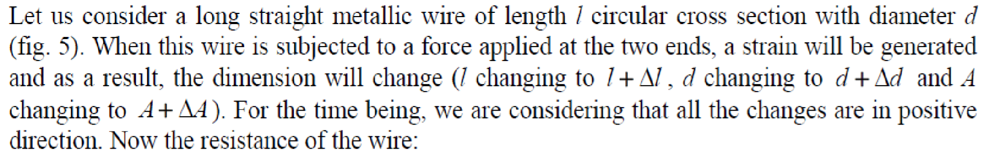 Let us consider a long straight metallic wire of length l circular cross section with diameter d
(fig. 5). When this wire is subjected to a force applied at the two ends, a strain will be generated
and as a result, the dimension will change (l changing to l + Δl , d changing to d + Δd and A
changing to A + ΔA). For the time being, we are considering that all the changes are in positive
direction. Now the resistance of the wire: